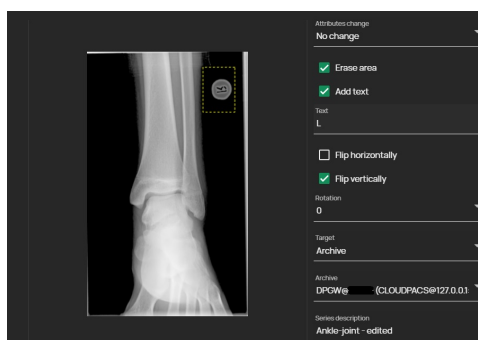 Attributes change
No change
Erase area
Add text
Text
L
Flip horizontally
Flip vertically
Rotation
0
Target
Archive
Archive
DPGW@ (CLOUDPACS@127.0.0.1:
Series description
Ankle-joint - edited